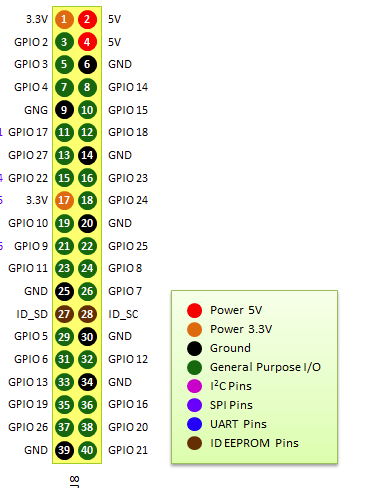 3.3V 1 2 5V
GPIO 2 3 4 5V
GPIO 3 5 6 GND
GPIO 4 7 8 GPIO 14
GNG 9 10 GPIO 15
1 GPIO 17 11 12 GPIO 18
GPIO 27 13 14 GND
4 GPIO 22 15 16 GPIO 23
3.3V 17 18 GPIO 24
GPIO 10 19 20 GND
GPIO 9 21 22 GPIO 25
GPIO 11 23 24 GPIO 8
GND 25 26 GPIO 7
ID_SD 27 28 ID_SC
GPIO 5 29 30 GND
GPIO 6 31 32 GPIO 12
GPIO 13 33 34 GND
GPIO 19 35 36 GPIO 16
GPIO 26 37 38 GPIO 20
GND 39 40 GPIO 21
J8
Power 5V
Power 3.3V
Ground
General Purpose I/O
I²C Pins
SPI Pins
UART Pins
ID EEPROM Pins